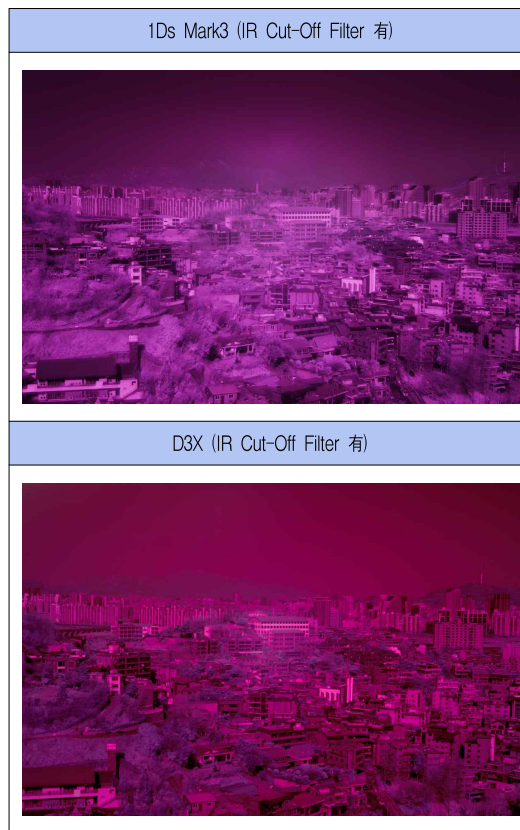 1Ds Mark3 (IR Cut-Off Filter 有)
D3X (IR Cut-Off Filter 有)